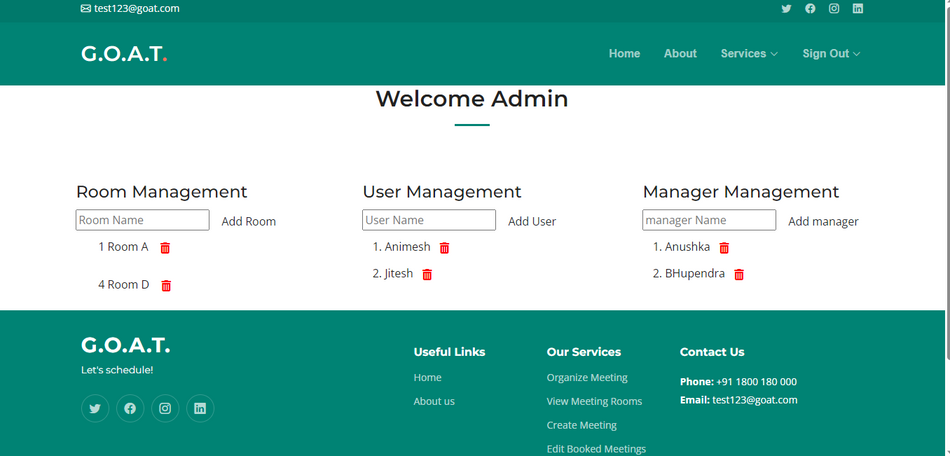 test123@goat.com
G.O.A.T.
Home About Services Sign Out
Welcome Admin
Room Management
Room Name Add Room
1 Room A
4 Room D
User Management
User Name Add User
1. Animesh
2. Jitesh
Manager Management
manager Name Add manager
1. Anushka
2. BHupendra
G.O.A.T.
Let's schedule!
Useful Links
Home
About us
Our Services
Organize Meeting
View Meeting Rooms
Create Meeting
Edit Booked Meetings
Contact Us
Phone: +91 1800 180 000
Email: test123@goat.com